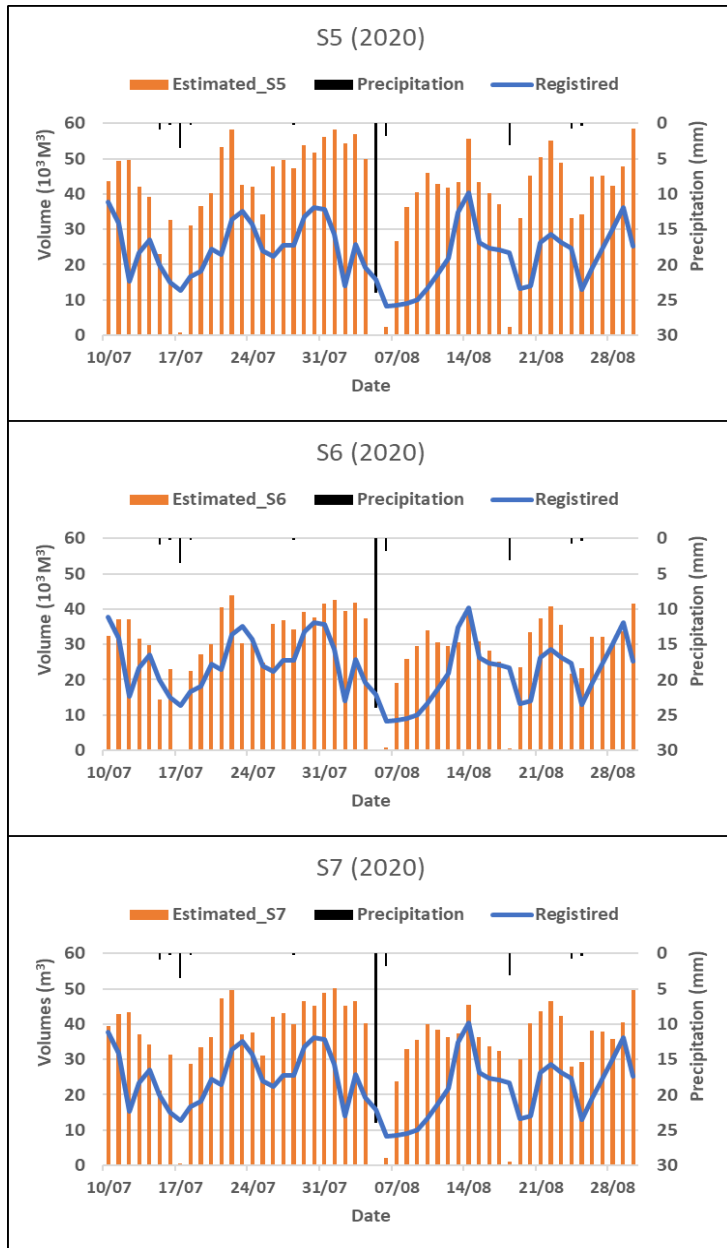 S5 (2020)
Estimated_S5 Precipitation Registired
60 0
50 5
40 10
30 15
20 20
10 25
0 30
Volume (10³ M³)
Precipitation (mm)
10/07 17/07 24/07 31/07 07/08 14/08 21/08 28/08
Date
S6 (2020)
Estimated_S6 Precipitation Registired
60 0
50 5
40 10
30 15
20 20
10 25
0 30
Volume (10³ M³)
Precipitation (mm)
10/07 17/07 24/07 31/07 07/08 14/08 21/08 28/08
Date
S7 (2020)
Estimated_S7 Precipitation Registired
60 0
50 5
40 10
30 15
20 20
10 25
0 30
Volumes (m³)
Precipitation (mm)
10/07 17/07 24/07 31/07 07/08 14/08 21/08 28/08
Date